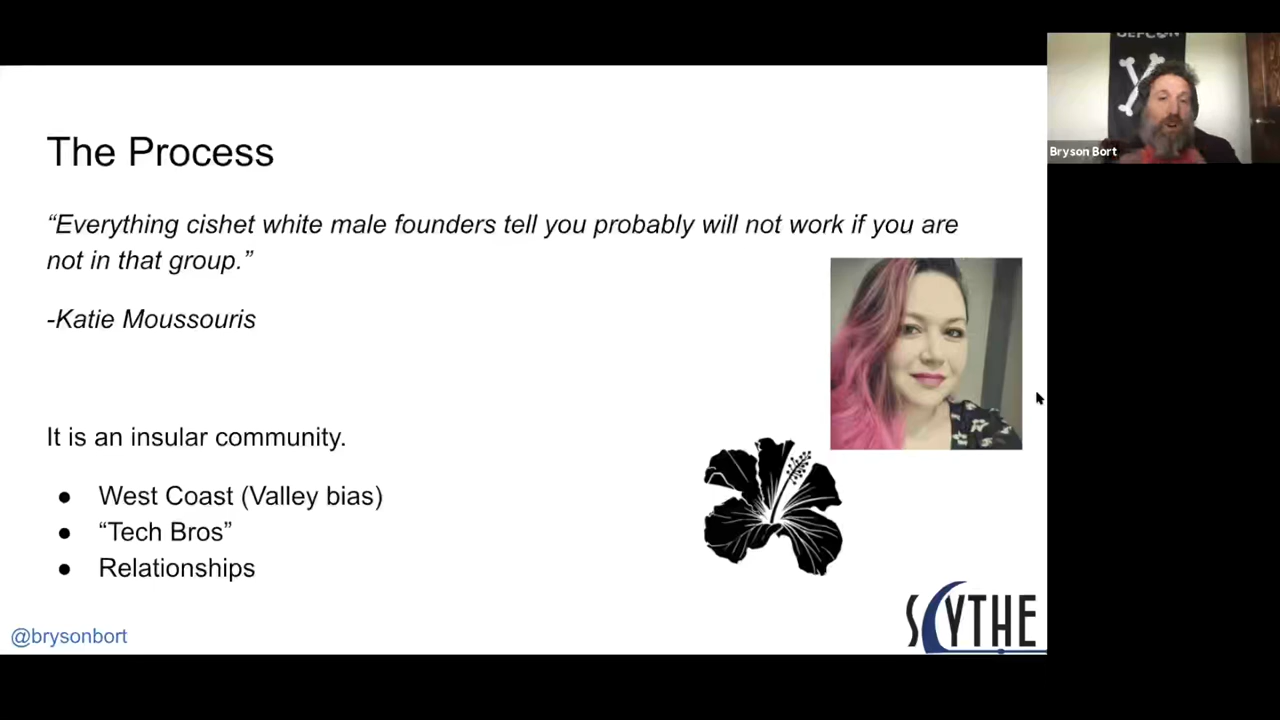 The Process
“Everything cishet white male founders tell you probably will not work if you are
not in that group.”
-Katie Moussouris
It is an insular community.
● West Coast (Valley bias)
● “Tech Bros”
● Relationships
@brysonbort
SCYTHE
DEFCON
Bryson Bort